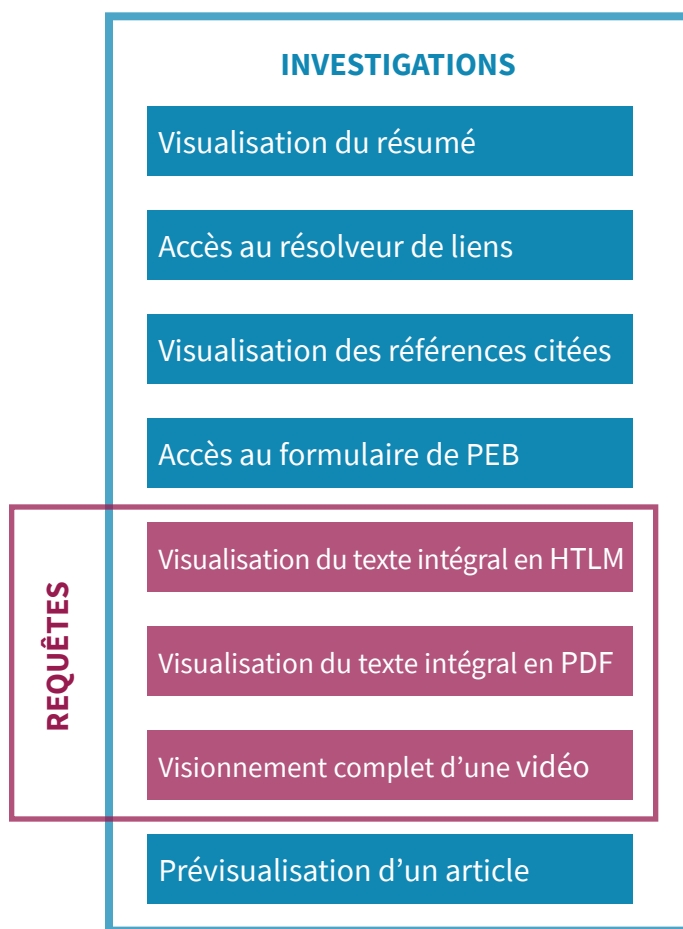 INVESTIGATIONS
Visualisation du résumé
Accès au résolveur de liens
Visualisation des références citées
Accès au formulaire de PEB
REQUÊTES
Visualisation du texte intégral en HTLM
Visualisation du texte intégral en PDF
Visionnement complet d’une vidéo
Prévisualisation d’un article